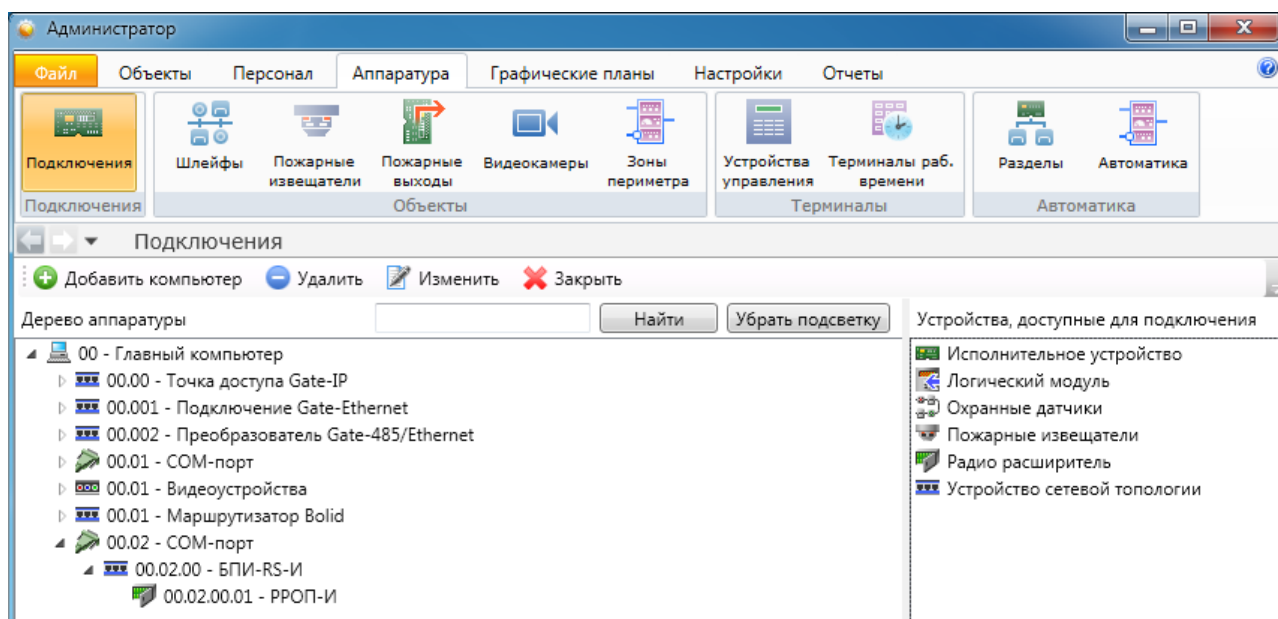 Администратор
Файл Объекты Персонал Аппаратура Графические планы Настройки Отчеты
Подключения Шлейфы Пожарные извещатели Пожарные выходы Видеокамеры Зоны периметра Устройства управления Терминалы раб. времени Разделы Автоматика
Подключения Объекты Терминалы Автоматика
Подключения
Добавить компьютер Удалить Изменить Закрыть
Дерево аппаратуры Найти Убрать подсветку Устройства, доступные для подключения
00 - Главный компьютер
00.00 - Точка доступа Gate-IP
00.001 - Подключение Gate-Ethernet
00.002 - Преобразователь Gate-485/Ethernet
00.01 - COM-порт
00.01 - Видеоустройства
00.01 - Маршрутизатор Bolid
00.02 - COM-порт
00.02.00 - БПИ-RS-И
00.02.00.01 - РРОП-И
Исполнительное устройство
Логический модуль
Охранные датчики
Пожарные извещатели
Радио расширитель
Устройство сетевой топологии